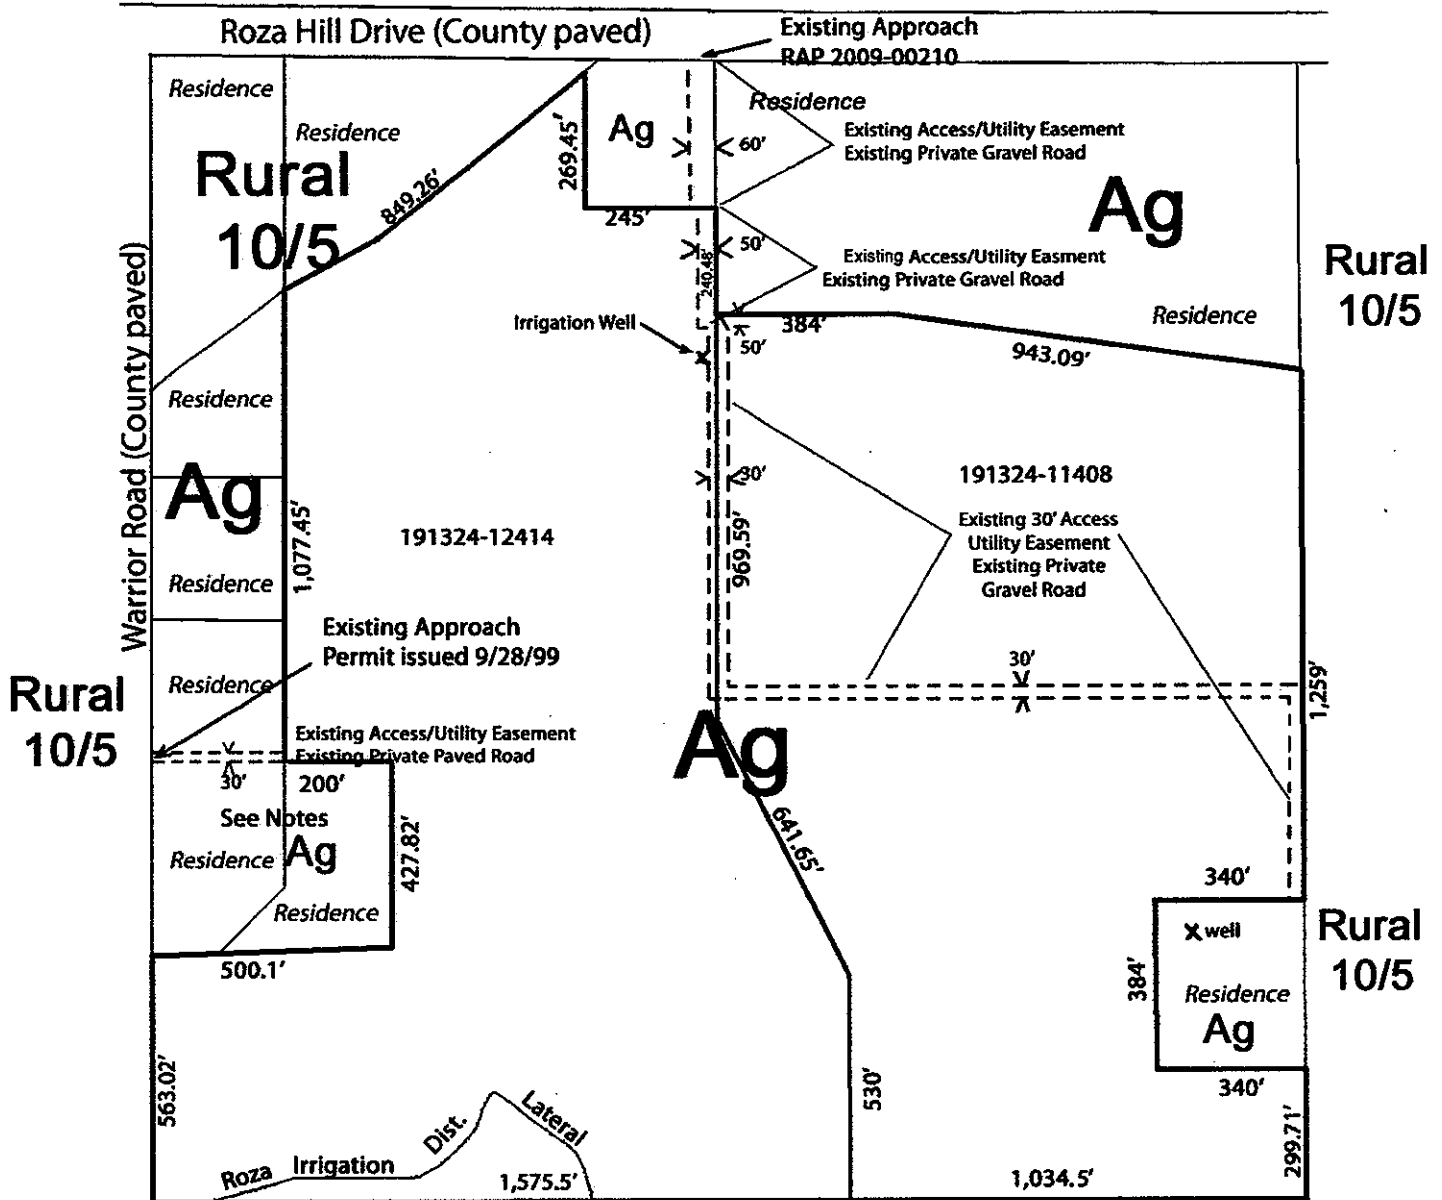 Roza Hill Drive (County paved)
Existing Approach
RAP 2009-00210
Residence
Residence
Rural
10/5
849.26'
269.45'
Ag
245'
60'
Residence
Existing Access/Utility Easement
Existing Private Gravel Road
Ag
50'
240.48'
Existing Access/Utility Easment
Existing Private Gravel Road
Rural
10/5
Residence
Irrigation Well
x
384'
50'
943.09'
Warrior Road (County paved)
Residence
Ag
Residence
1,077.45'
191324-12414
30'
969.59'
191324-11408
Existing 30' Access
Utility Easement
Existing Private
Gravel Road
Existing Approach
Permit issued 9/28/99
Residence
Rural
10/5
Existing Access/Utility Easement
Existing Private Paved Road
30'
200'
See Notes
Residence
Ag
427.82'
Residence
500.1'
Ag
641.65'
30'
1,259'
340'
x well
384'
Residence
Ag
Rural
10/5
340'
299.71'
563.02'
530'
Roza Irrigation Dist. Lateral
1,575.5'
1,034.5'